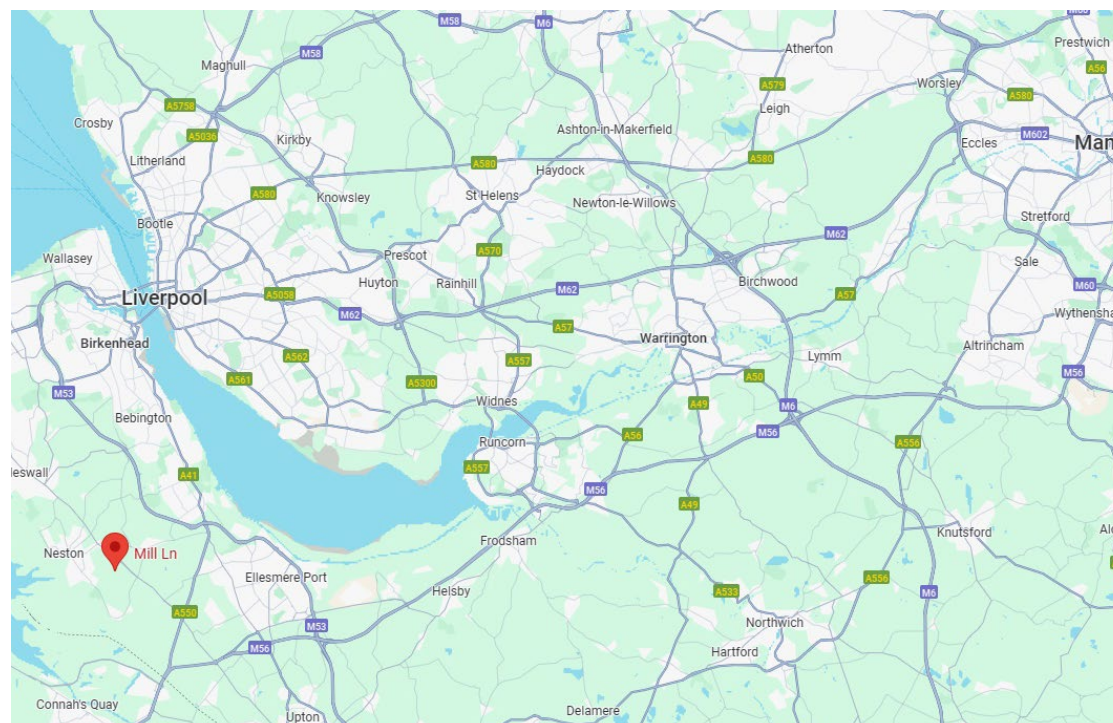 M58
M6
M60
Prestwich
Atherton
Maghull
M58
A56
A579
Worsley
A580
Leigh
A5758
Crosby
A5036
Ashton-in-Makerfield
M602
Kirkby
Litherland
Eccles
Man
A580
A580
Haydock
A580
Knowsley
St Helens
Newton-le-Willows
Stretford
Bootle
M62
A570
Prescot
Wallasey
Sale
Huyton
Rainhill
Birchwood
M60
Liverpool
A5058
M62
A57
M62
Wythensha
A57
Warrington
Birkenhead
Altrincham
A562
A557
Lymm
M56
A561
A5300
A50
M53
Widnes
A49
M6
Bebington
A56
Runcorn
M56
A556
A557
eswall
A41
M56
A49
Knutsford
Frodsham
Neston
Mill Ln
Ellesmere Port
A556
Helsby
A533
M6
A550
Northwich
M53
M56
Hartford
Connah's Quay
Delamere
Upton